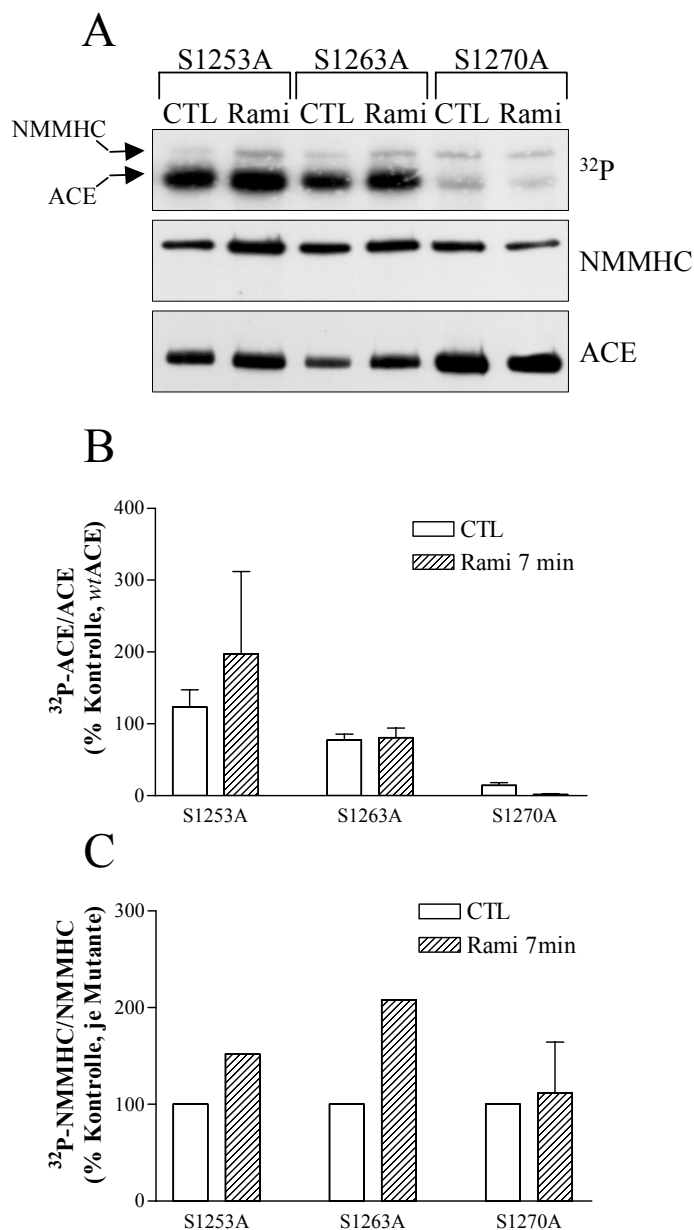 A
S1253A S1263A S1270A
CTL Rami CTL Rami CTL Rami
NMMHC
ACE
32P
NMMHC
ACE
B
400
300
200
100
0
32P-ACE/ACE
(% Kontrolle, wtACE)
CTL
Rami 7 min
S1253A S1263A S1270A
C
300
200
100
0
32P-NMMHC/NMMHC
(% Kontrolle, je Mutante)
CTL
Rami 7min
S1253A S1263A S1270A